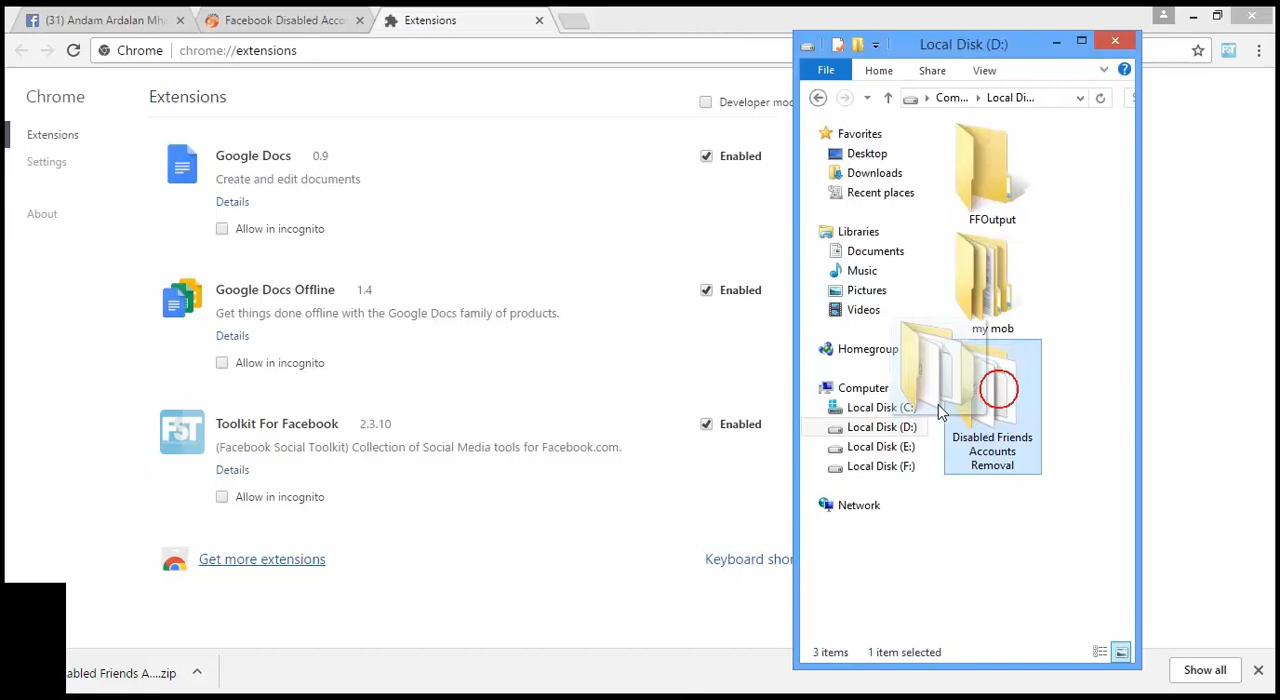 (31) Andam Ardalan Mha
Facebook Disabled Acco
Extensions
Chrome
chrome://extensions
Chrome
Extensions
Settings
About
Extensions
Developer mod
Google Docs 0.9
Create and edit documents
Details
Allow in incognito
Enabled
Google Docs Offline 1.4
Get things done offline with the Google Docs family of products.
Details
Allow in incognito
Enabled
FST
Toolkit For Facebook 2.3.10
(Facebook Social Toolkit) Collection of Social Media tools for Facebook.com.
Details
Allow in incognito
Enabled
Get more extensions
Keyboard shor
Local Disk (D:)
File Home Share View
Com... Local Di...
Favorites
Desktop
Downloads
Recent places
Libraries
Documents
Music
Pictures
Videos
Homegroup
Computer
Local Disk (C:)
Local Disk (D:)
Local Disk (E:)
Local Disk (F:)
Network
FFOutput
my mob
Disabled Friends
Accounts
Removal
3 items 1 item selected
abled Friends A....zip
Show all